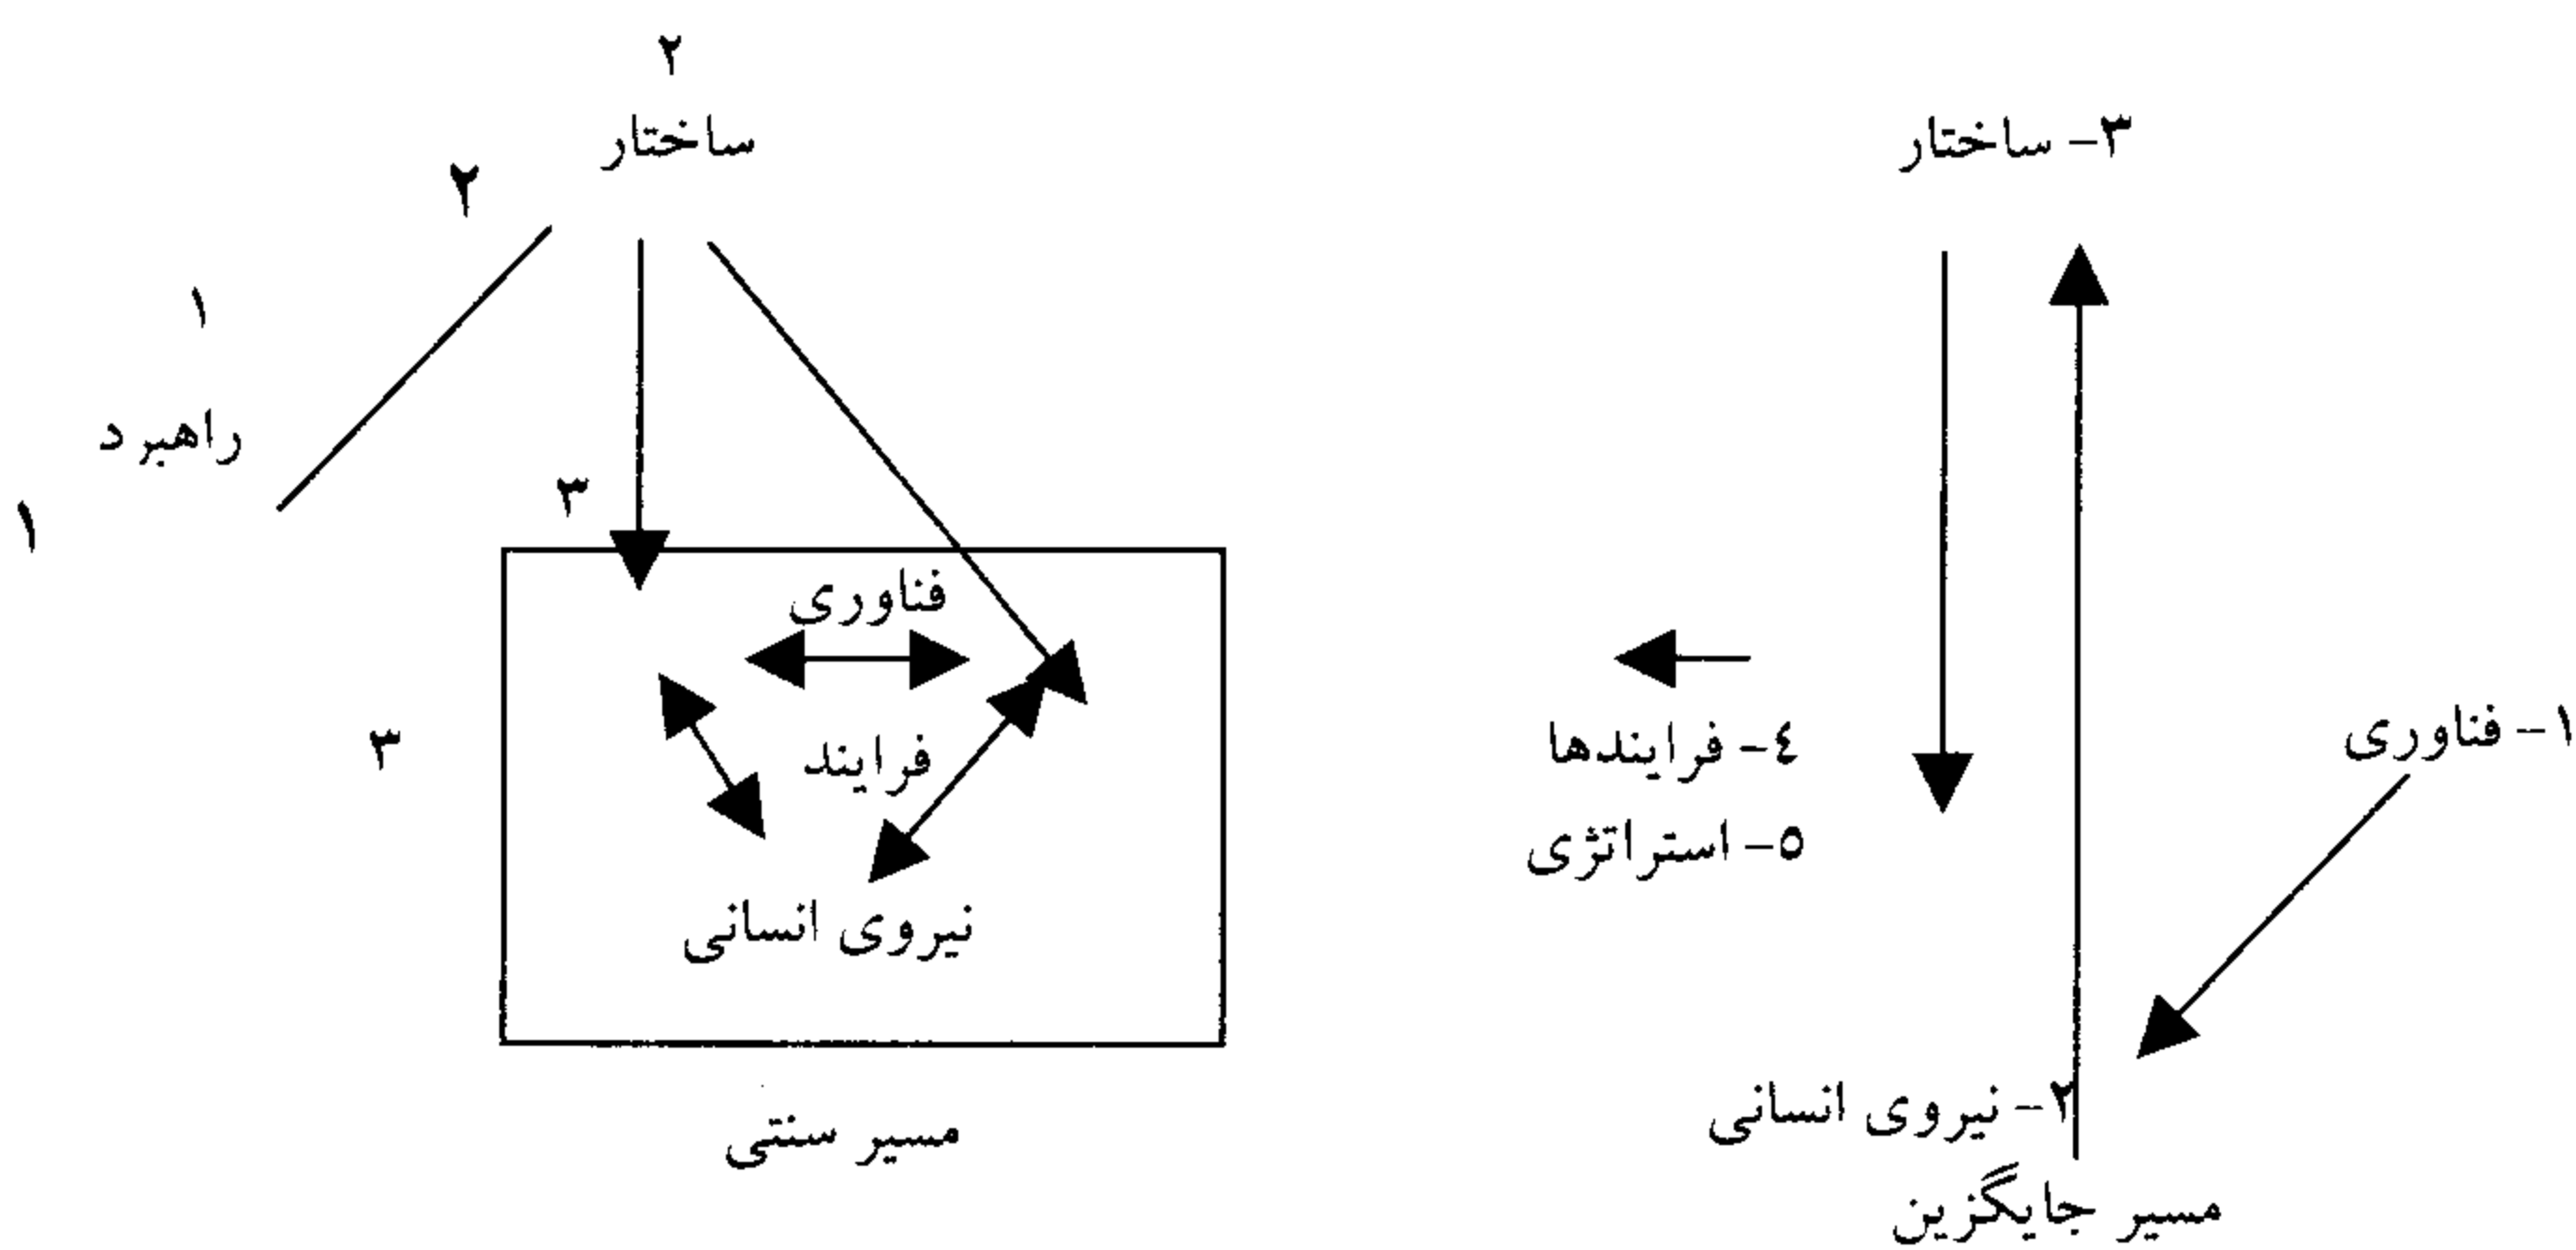 ۳- ساختار
۱- فناوری
۴- فرایندها
۵- استراتژی
۲- نیروی انسانی
مسیر جایگزین
۲
ساختار
۲
۱
راهبرد
۱
۳
فناوری
۳
فرایند
نیروی انسانی
مسیر سنتی